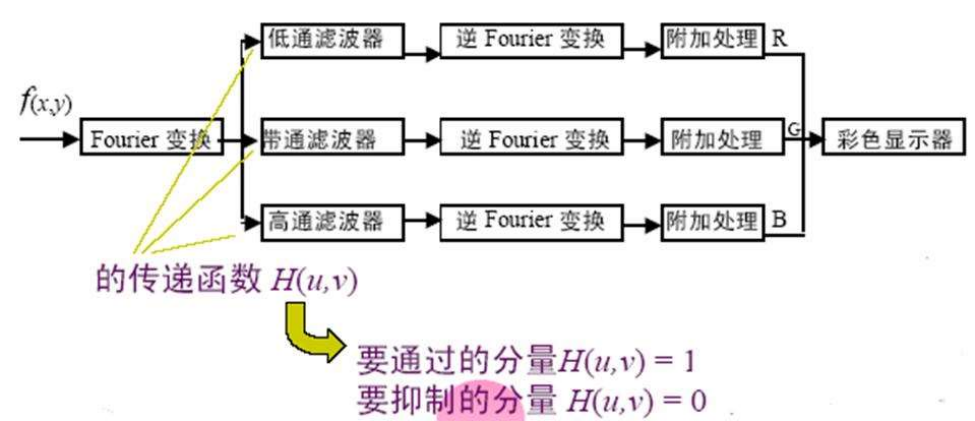 低通滤波器 逆 Fourier 变换 附加处理 R
f(x,y)
Fourier 变换 带通滤波器 逆 Fourier 变换 附加处理 G 彩色显示器
高通滤波器 逆 Fourier 变换 附加处理 B
的传递函数 H(u,v)
要通过的分量H(u,v) = 1
要抑制的分量 H(u,v) = 0